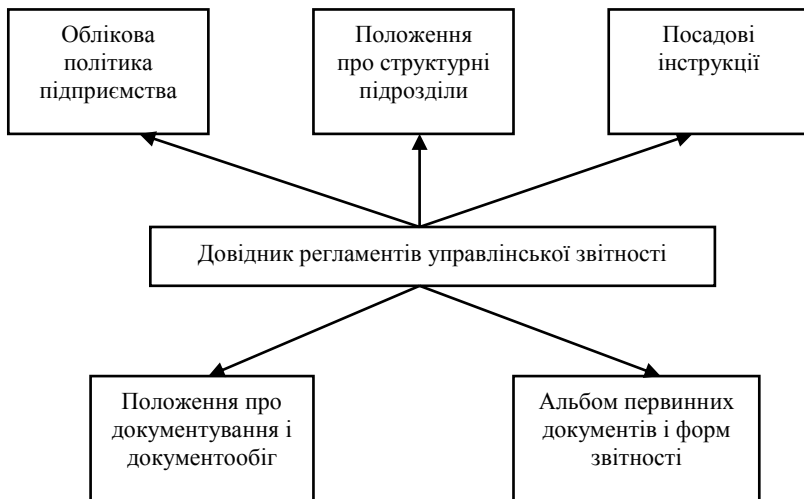 Облікова
політика
підприємства
Положення
про структурні
підрозділи
Посадові
інструкції
Довідник регламентів управлінської звітності
Положення про
документування і
документообіг
Альбом первинних
документів і форм
звітності